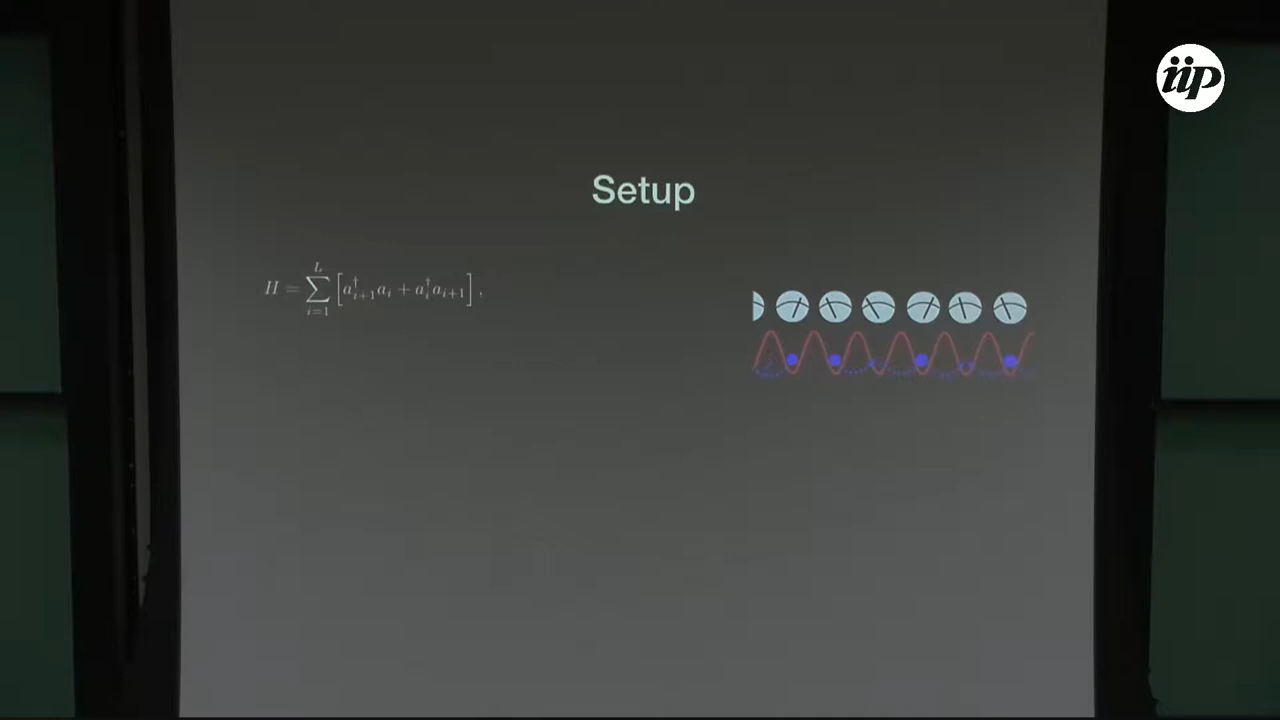 iip
Setup
H = \sum_{i=1}^{L} \left[ a_{i+1}^{\dagger} a_i + a_i^{\dagger} a_{i+1} \right],